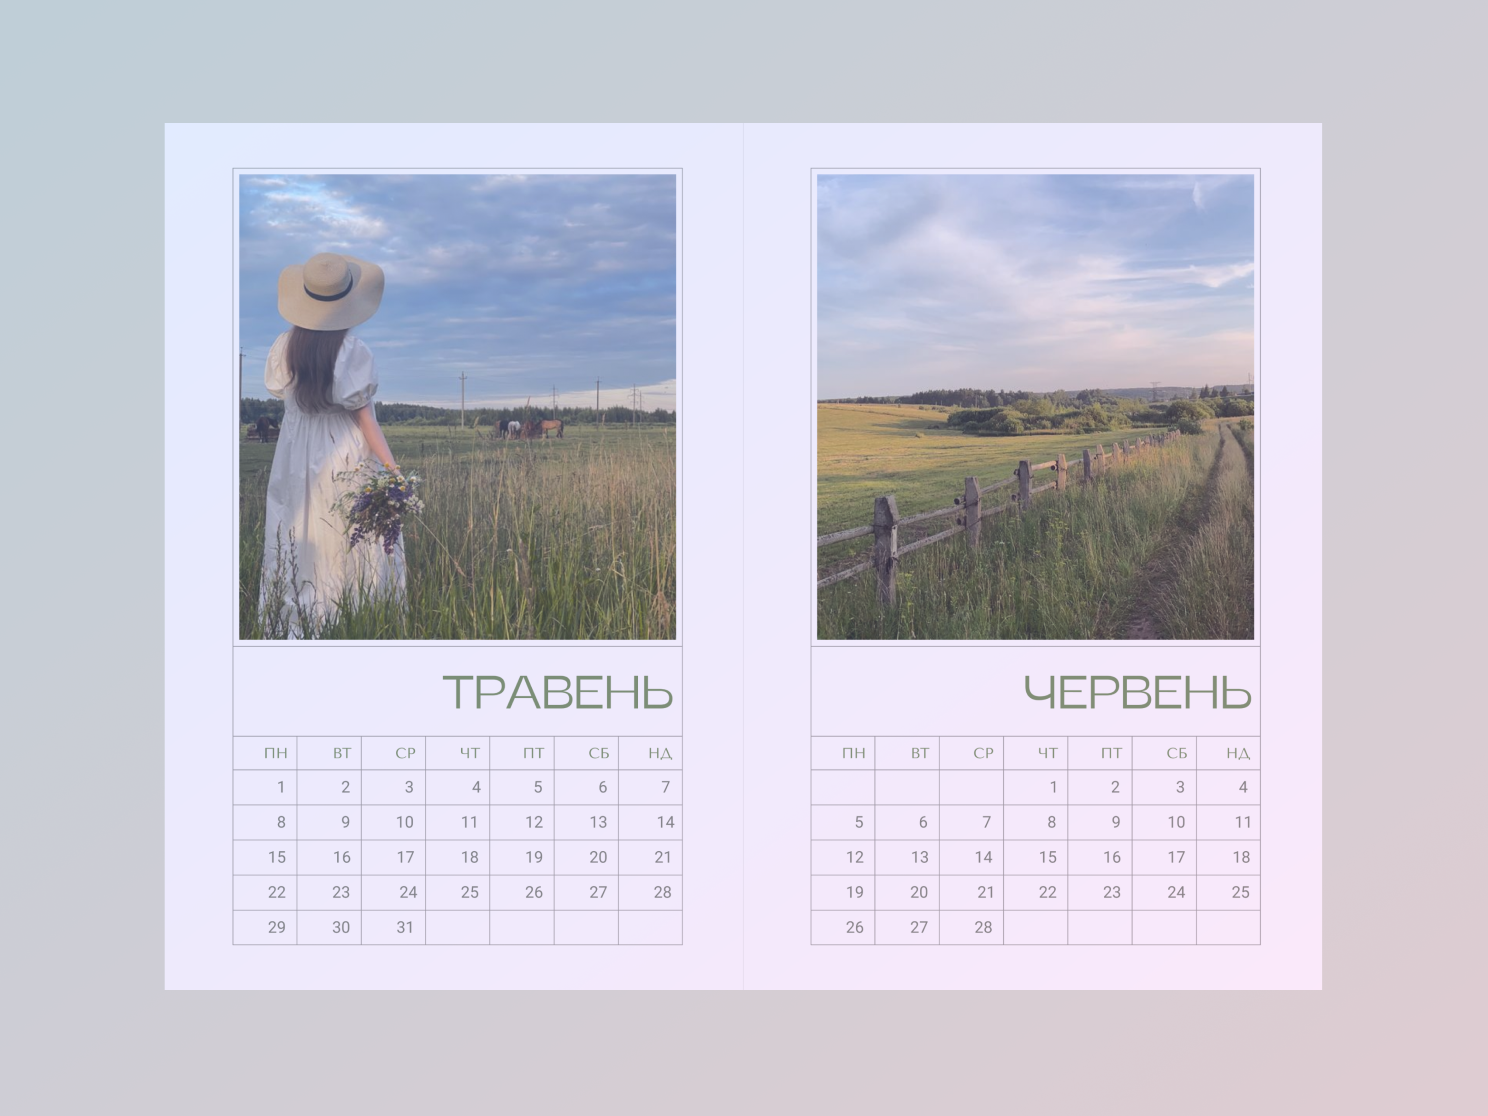 ТРАВЕНЬ
ПН ВТ СР ЧТ ПТ СБ НД
1 2 3 4 5 6 7
8 9 10 11 12 13 14
15 16 17 18 19 20 21
22 23 24 25 26 27 28
29 30 31
ЧЕРВЕНЬ
ПН ВТ СР ЧТ ПТ СБ НД
1 2 3 4
5 6 7 8 9 10 11
12 13 14 15 16 17 18
19 20 21 22 23 24 25
26 27 28